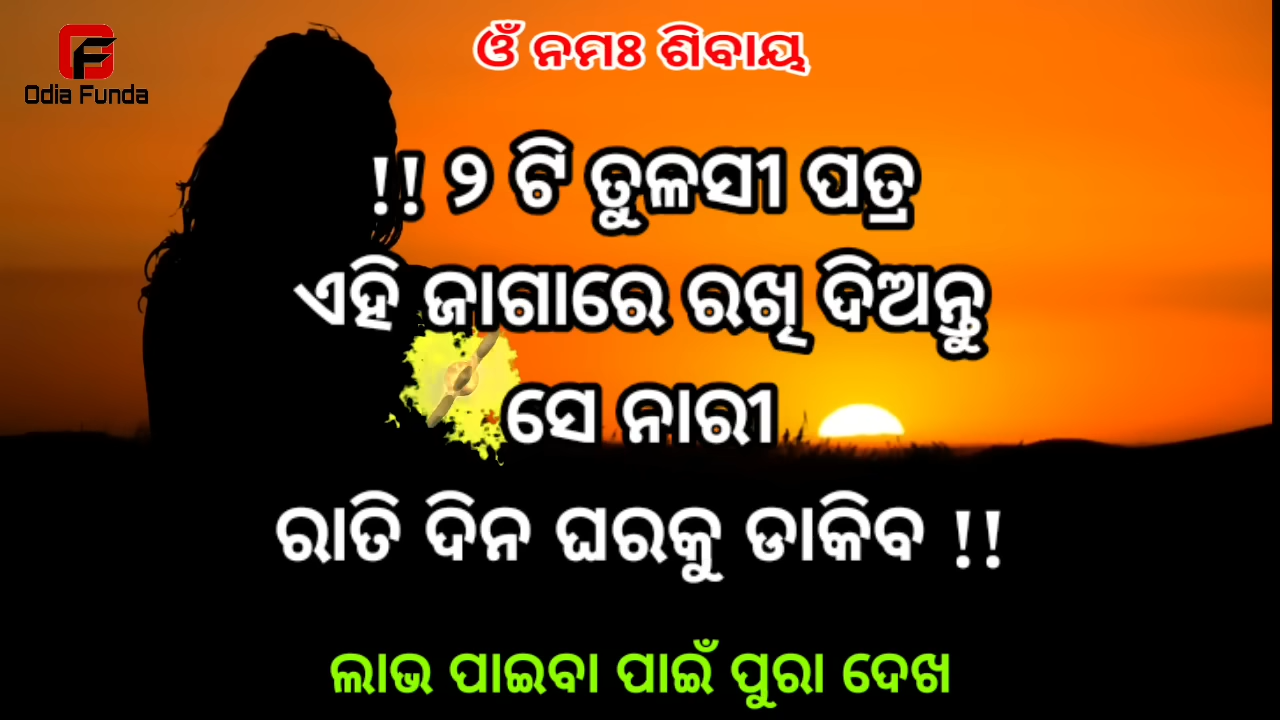 ଓଁ ନମଃ ଶିବାୟ
Odia Funda
!! ୨ ଟି ତୁଳସୀ ପତ୍ର
ଏହି ଜାଗାରେ ରଖି ଦିଅନ୍ତୁ
ସେ ନାରୀ
ରାତି ଦିନ ଘରକୁ ଡାକିବ !!
ଲାଭ ପାଇବା ପାଇଁ ପୁରା ଦେଖ